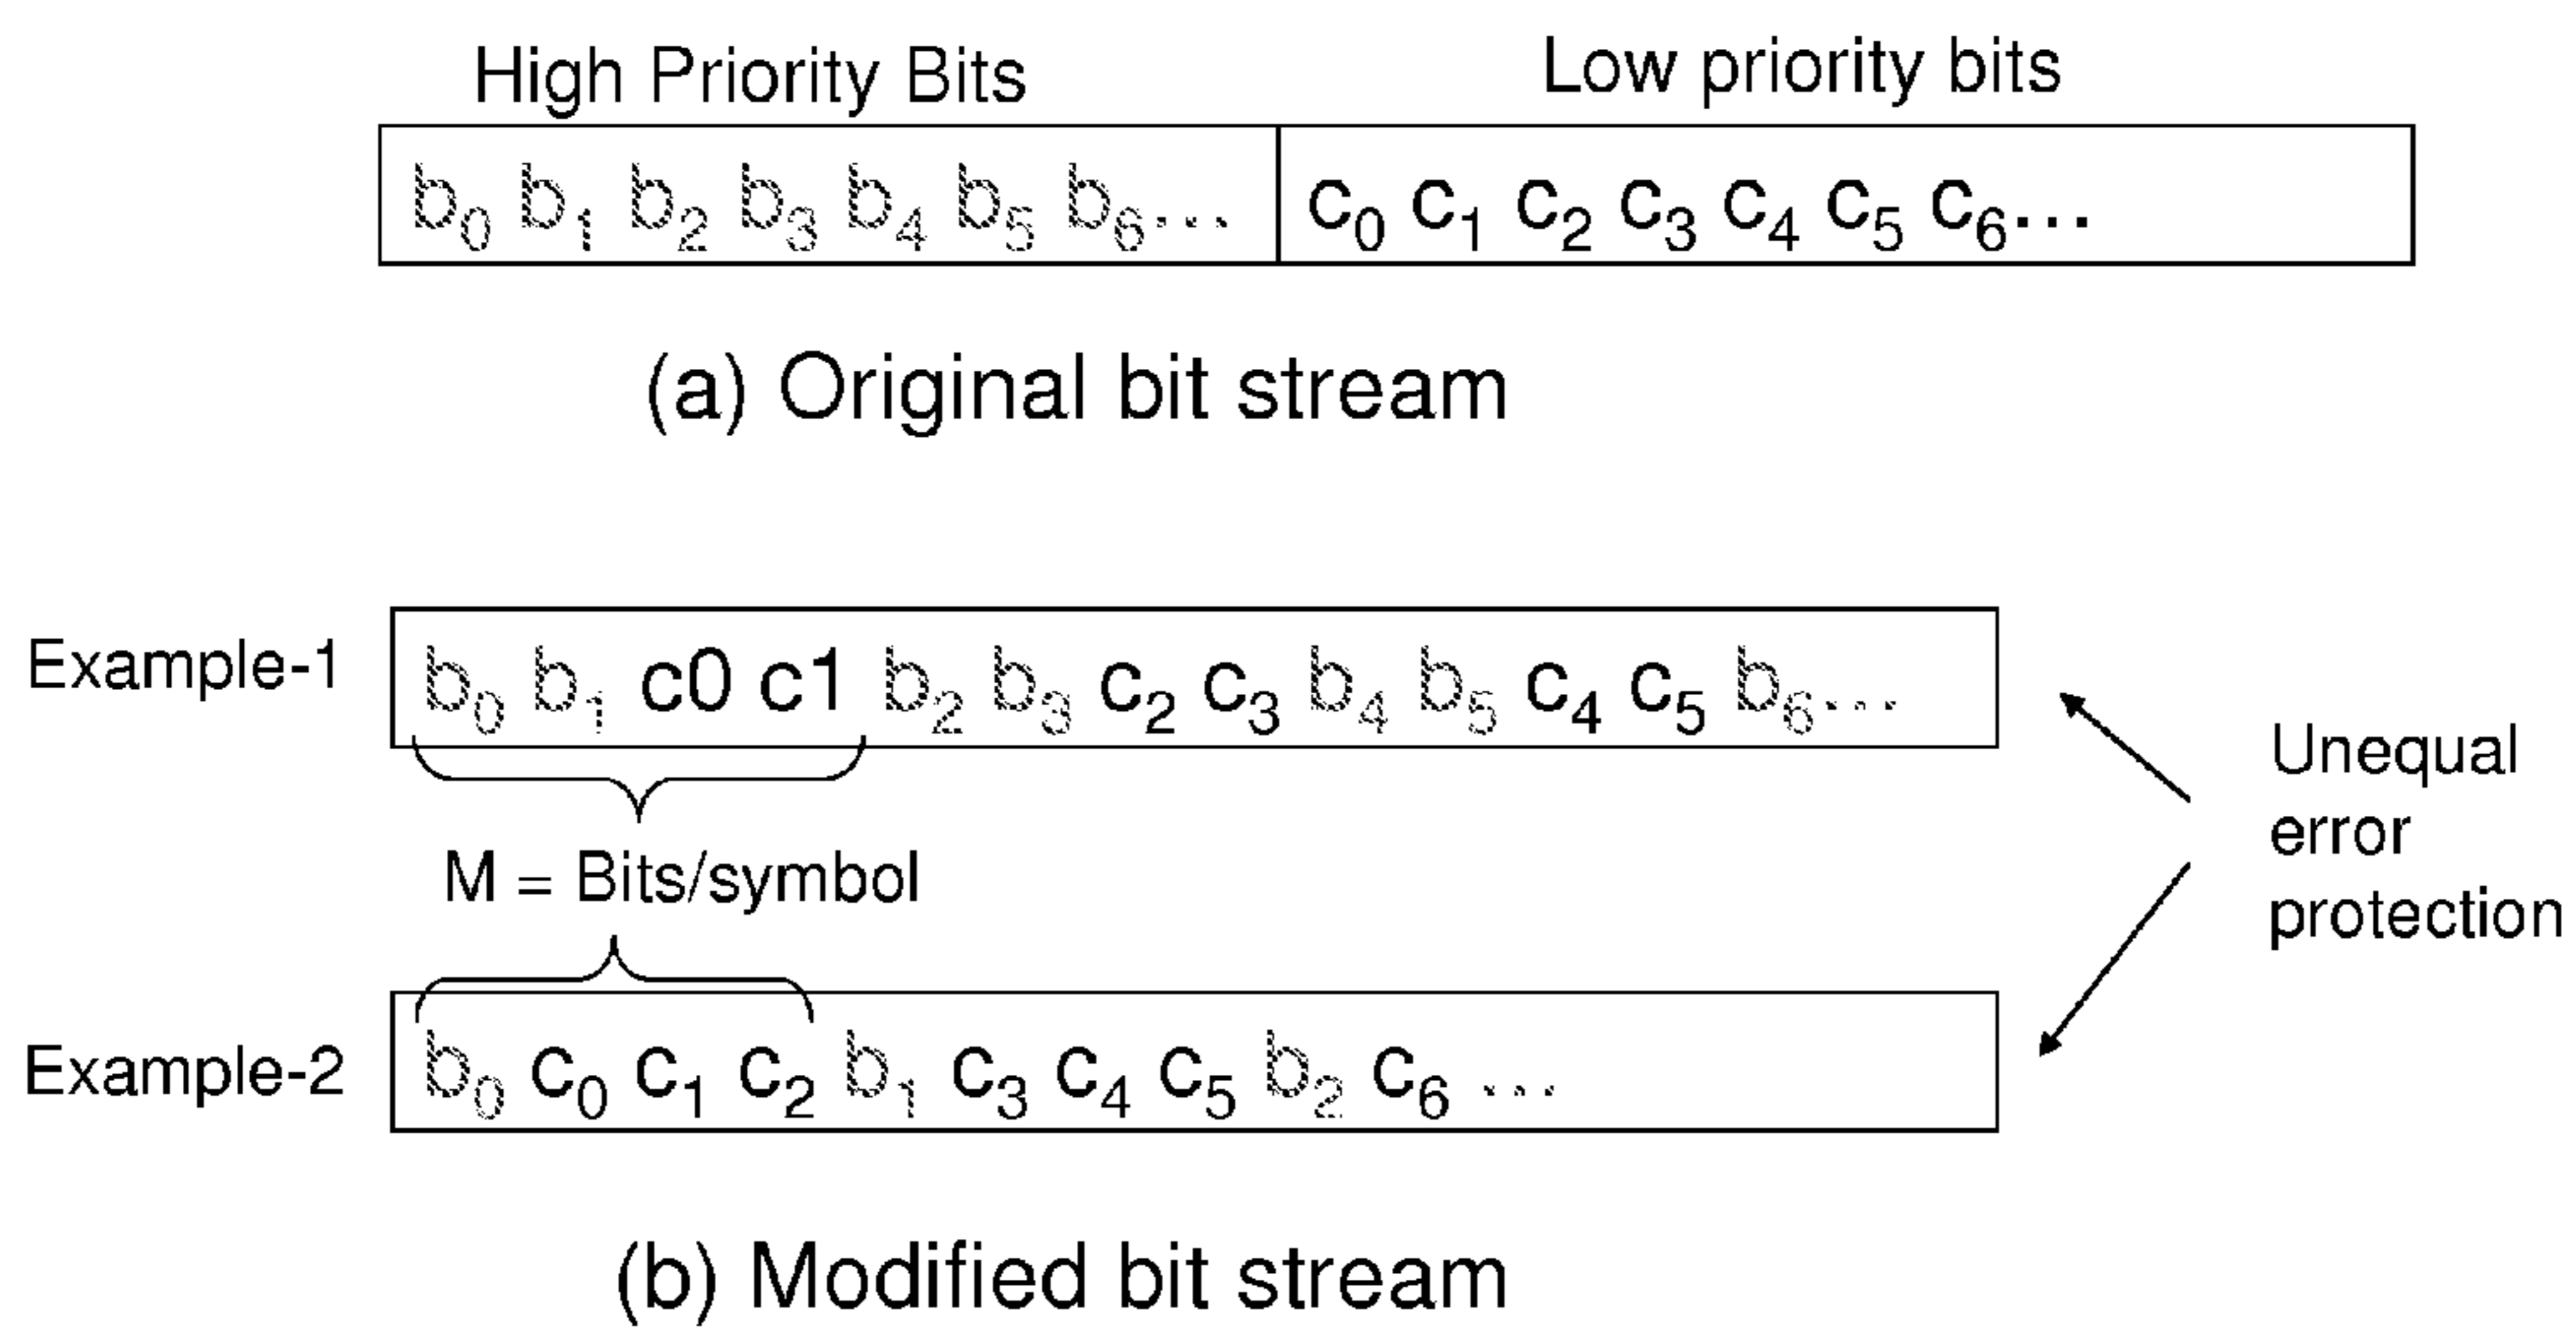 High Priority Bits Low priority bits
b0 b1 b2 b3 b4 b5 b6... c0 c1 c2 c3 c4 c5 c6...
(a) Original bit stream
Example-1 b0 b1 c0 c1 b2 b3 c2 c3 b4 b5 c4 c5 b6...
Unequal
error
protection
M = Bits/symbol
Example-2 b0 c0 c1 c2 b1 c3 c4 c5 b2 c6 ...
(b) Modified bit stream